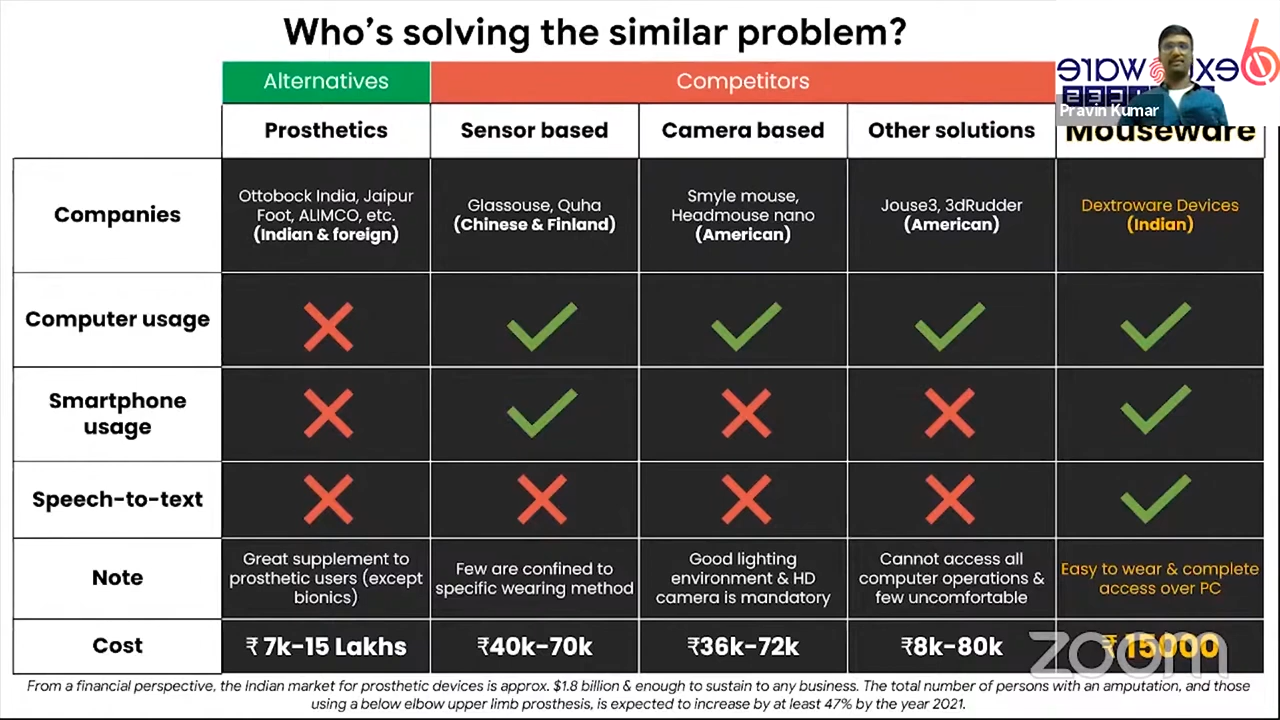 Who's solving the similar problem?
Alternatives
Competitors
Pravin Kumar
Prosthetics
Sensor based
Camera based
Other solutions
Mouseware
Companies
Ottobock India, Jaipur
Foot, ALIMCO, etc.
(Indian & foreign)
Glassouse, Quha
(Chinese & Finland)
Smyle mouse,
Headmouse nano
(American)
Jouse3, 3dRudder
(American)
Dextroware Devices
(Indian)
Computer usage
Smartphone
usage
Speech-to-text
Note
Great supplement to
prosthetic users (except
bionics)
Few are confined to
specific wearing method
Good lighting
environment & HD
camera is mandatory
Cannot access all
computer operations &
few uncomfortable
Easy to wear & complete
access over PC
Cost
₹ 7k-15 Lakhs
₹40k-70k
₹36k-72k
₹8k-80k
₹ 15000
zoom
From a financial perspective, the Indian market for prosthetic devices is approx. $1.8 billion & enough to sustain to any business. The total number of persons with an amputation, and those
using a below elbow upper limb prosthesis, is expected to increase by at least 47% by the year 2021.